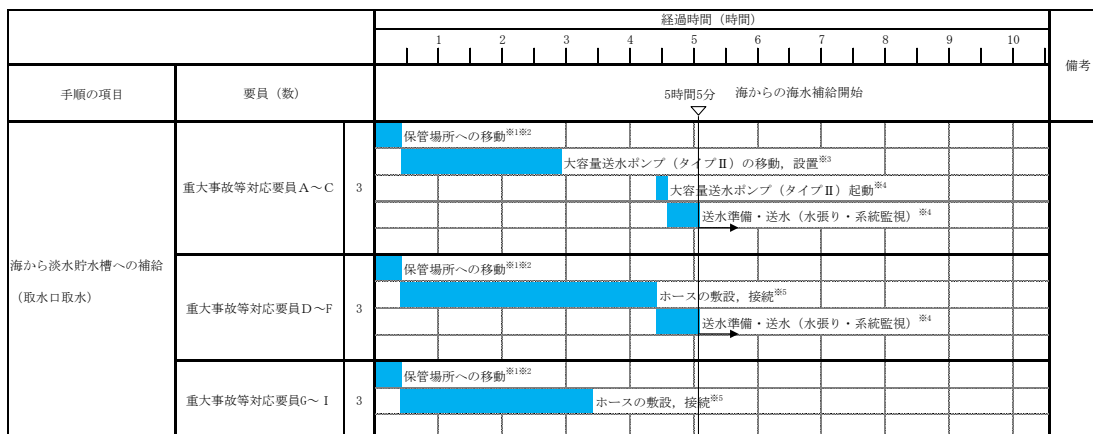 経過時間（時間）
1 2 3 4 5 6 7 8 9 10
備考
手順の項目 要員（数）
5時間5分 海からの海水補給開始
▽
保管場所への移動※1※2
大容量送水ポンプ（タイプⅡ）の移動，設置※3
重大事故等対応要員Ａ～Ｃ 3
大容量送水ポンプ（タイプⅡ）起動※4
送水準備・送水（水張り・系統監視）※4
海から淡水貯水槽への補給
（取水口取水）
保管場所への移動※1※2
ホースの敷設，接続※5
重大事故等対応要員Ｄ～F 3
送水準備・送水（水張り・系統監視）※4
保管場所への移動※1※2
重大事故等対応要員G～Ｉ 3
ホースの敷設，接続※5